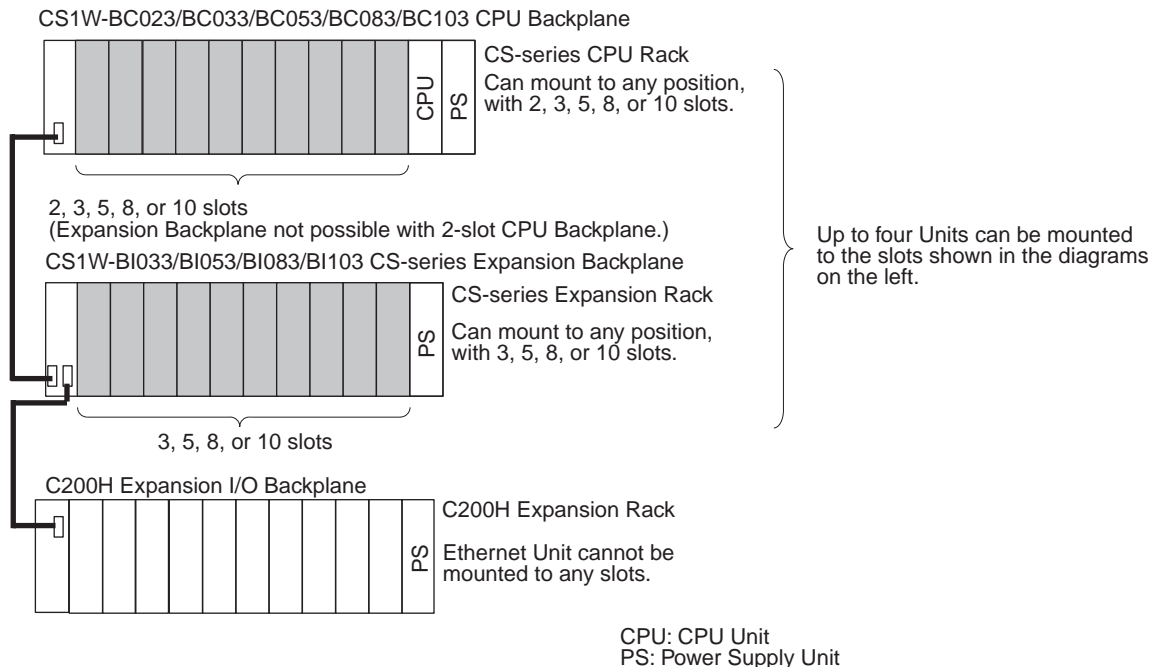 CS1W-BC023/BC033/BC053/BC083/BC103 CPU Backplane
CS-series CPU Rack
Can mount to any position,
with 2, 3, 5, 8, or 10 slots.
CPU
PS
2, 3, 5, 8, or 10 slots
(Expansion Backplane not possible with 2-slot CPU Backplane.)
CS1W-BI033/BI053/BI083/BI103 CS-series Expansion Backplane
CS-series Expansion Rack
Can mount to any position,
with 3, 5, 8, or 10 slots.
PS
3, 5, 8, or 10 slots
Up to four Units can be mounted
to the slots shown in the diagrams
on the left.
C200H Expansion I/O Backplane
C200H Expansion Rack
Ethernet Unit cannot be
mounted to any slots.
PS
CPU: CPU Unit
PS: Power Supply Unit